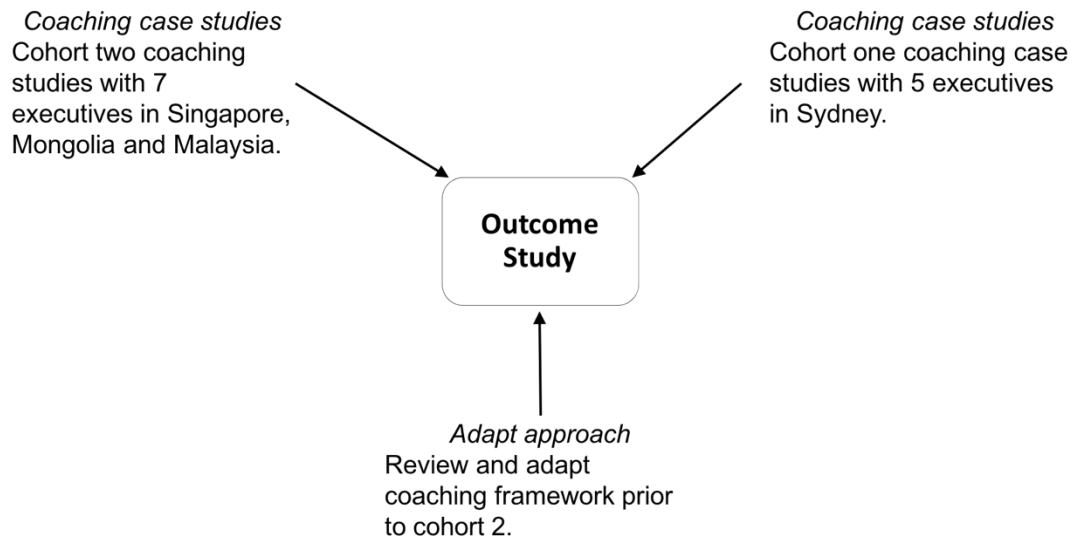 Coaching case studies
Cohort two coaching
studies with 7
executives in Singapore,
Mongolia and Malaysia.
Coaching case studies
Cohort one coaching case
studies with 5 executives
in Sydney.
Outcome
Study
Adapt approach
Review and adapt
coaching framework prior
to cohort 2.